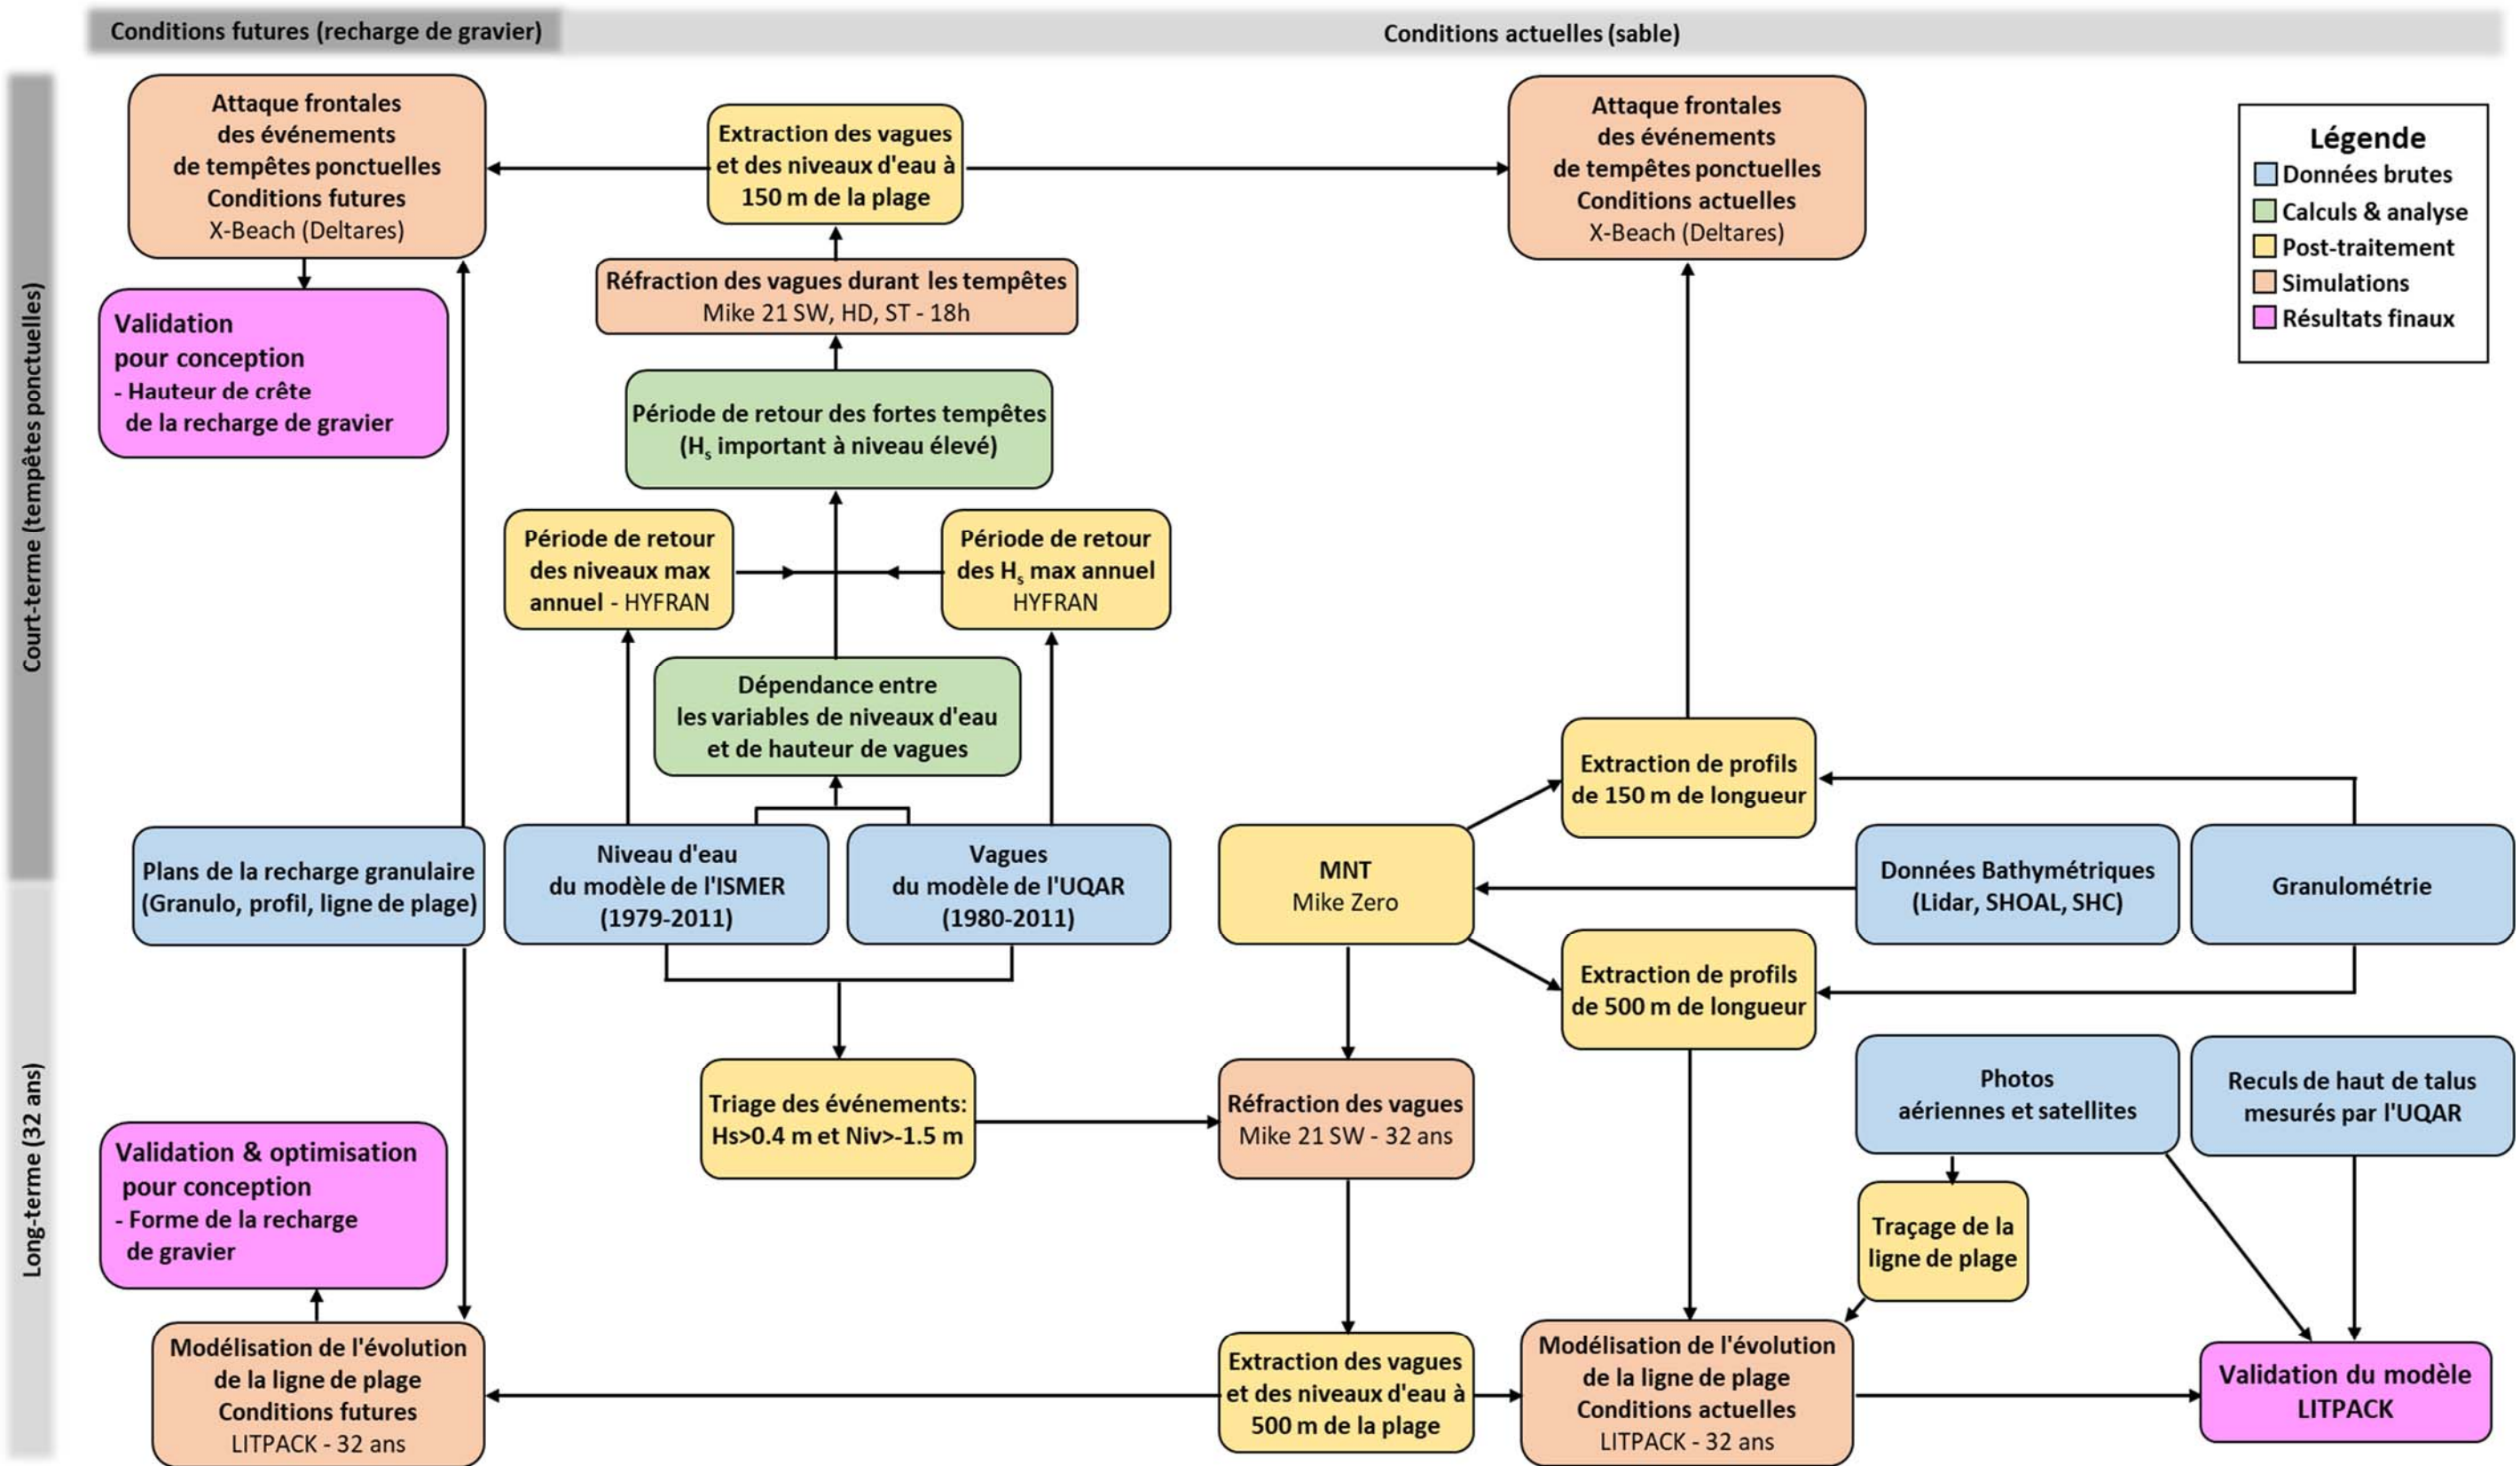 Conditions futures (recharge de gravier)
Conditions actuelles (sable)
Court-terme (tempêtes ponctuelles)
Long-terme (32 ans)
Attaque frontales
des événements
de tempêtes ponctuelles
Conditions futures
X-Beach (Deltares)
Extraction des vagues
et des niveaux d'eau à
150 m de la plage
Attaque frontales
des événements
de tempêtes ponctuelles
Conditions actuelles
X-Beach (Deltares)
Légende
Données brutes
Calculs & analyse
Post-traitement
Simulations
Résultats finaux
Réfraction des vagues durant les tempêtes
Mike 21 SW, HD, ST - 18h
Validation
pour conception
- Hauteur de crête
de la recharge de gravier
Période de retour des fortes tempêtes
(Hs important à niveau élevé)
Période de retour
des niveaux max
annuel - HYFRAN
Période de retour
des Hs max annuel
HYFRAN
Dépendance entre
les variables de niveaux d'eau
et de hauteur de vagues
Extraction de profils
de 150 m de longueur
Plans de la recharge granulaire
(Granulo, profil, ligne de plage)
Niveau d'eau
du modèle de l'ISMER
(1979-2011)
Vagues
du modèle de l'UQAR
(1980-2011)
MNT
Mike Zero
Données Bathymétriques
(Lidar, SHOAL, SHC)
Granulométrie
Extraction de profils
de 500 m de longueur
Triage des événements:
Hs>0.4 m et Niv>-1.5 m
Réfraction des vagues
Mike 21 SW - 32 ans
Photos
aériennes et satellites
Reculs de haut de talus
mesurés par l'UQAR
Validation & optimisation
pour conception
- Forme de la recharge
de gravier
Traçage de la
ligne de plage
Modélisation de l'évolution
de la ligne de plage
Conditions futures
LITPACK - 32 ans
Extraction des vagues
et des niveaux d'eau à
500 m de la plage
Modélisation de l'évolution
de la ligne de plage
Conditions actuelles
LITPACK - 32 ans
Validation du modèle
LITPACK